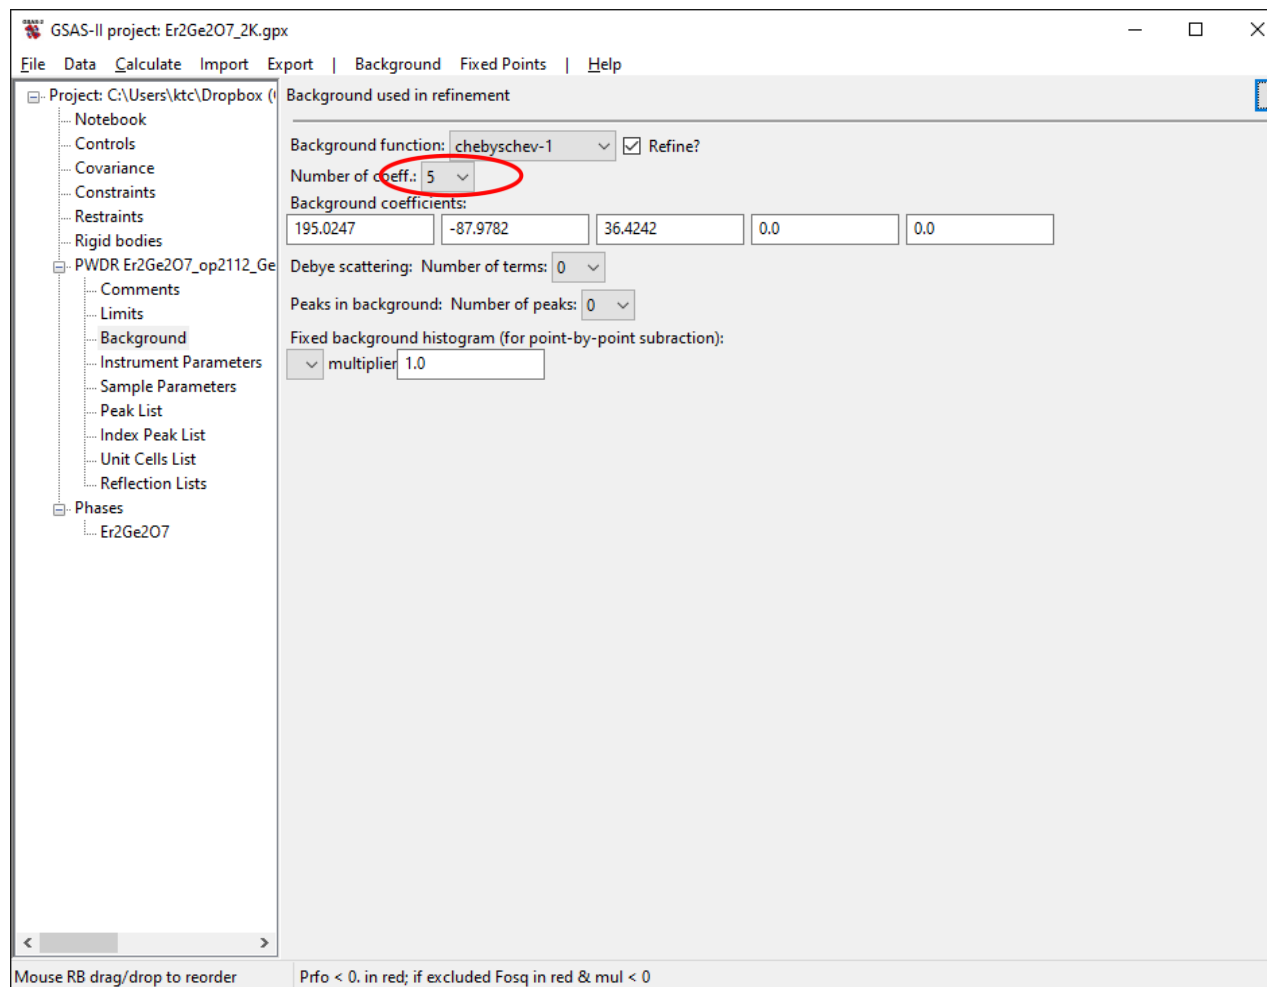 GSAS-II project: Er2Ge2O7_2K.gpx
File Data Calculate Import Export | Background Fixed Points | Help
Project: C:\Users\ktc\Dropbox (
Notebook
Controls
Covariance
Constraints
Restraints
Rigid bodies
PWDR Er2Ge2O7_op2112_Ge
Comments
Limits
Background
Instrument Parameters
Sample Parameters
Peak List
Index Peak List
Unit Cells List
Reflection Lists
Phases
Er2Ge2O7
Background used in refinement
Background function: chebyschev-1 Refine?
Number of coeff.: 5
Background coefficients:
195.0247 -87.9782 36.4242 0.0 0.0
Debye scattering: Number of terms: 0
Peaks in background: Number of peaks: 0
Fixed background histogram (for point-by-point subraction):
multiplier 1.0
Mouse RB drag/drop to reorder Prfo < 0. in red; if excluded Fosq in red & mul < 0